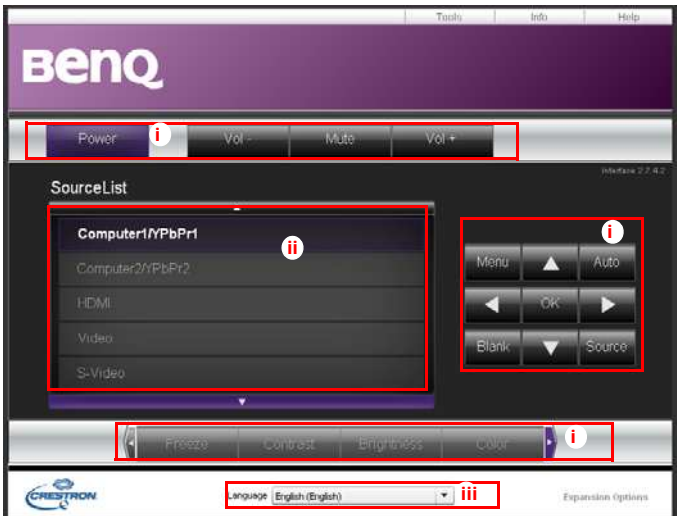 Tools Info Help
BenQ
Power i Vol - Mute Vol +
Interface 2.7.4.2
SourceList
Computer1/YPbPr1
ii
Computer2/YPbPr2
HDMI
Video
S-Video
i
Menu Auto
OK
Blank Source
Freeze Contrast Brightness Color i
CRESTRON
Language English (English) iii
Expansion Options